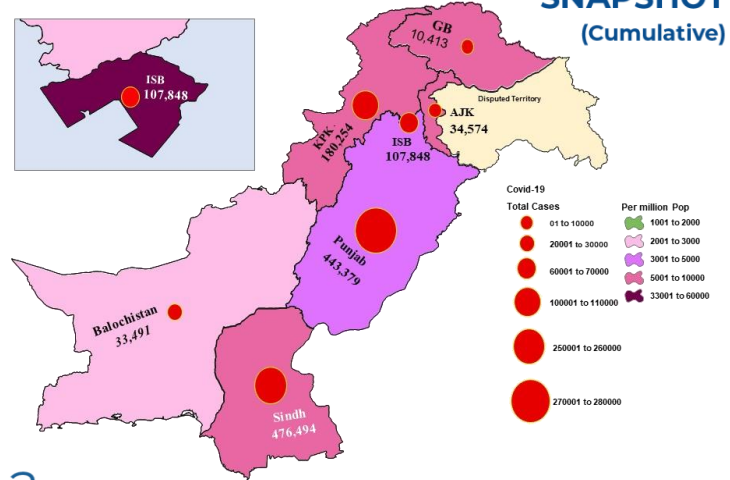 SNAPSHOT
(Cumulative)
ISB
107,848
GB
10,413
Disputed Territory
AJK
34,574
KPK
180,254
ISB
107,848
Punjab
443,379
Balochistan
33,491
Sindh
476,494
Covid-19
Total Cases
01 to 10000
20001 to 30000
60001 to 70000
100001 to 110000
250001 to 260000
270001 to 280000
Per million Pop
1001 to 2000
2001 to 3000
3001 to 5000
5001 to 10000
33001 to 60000